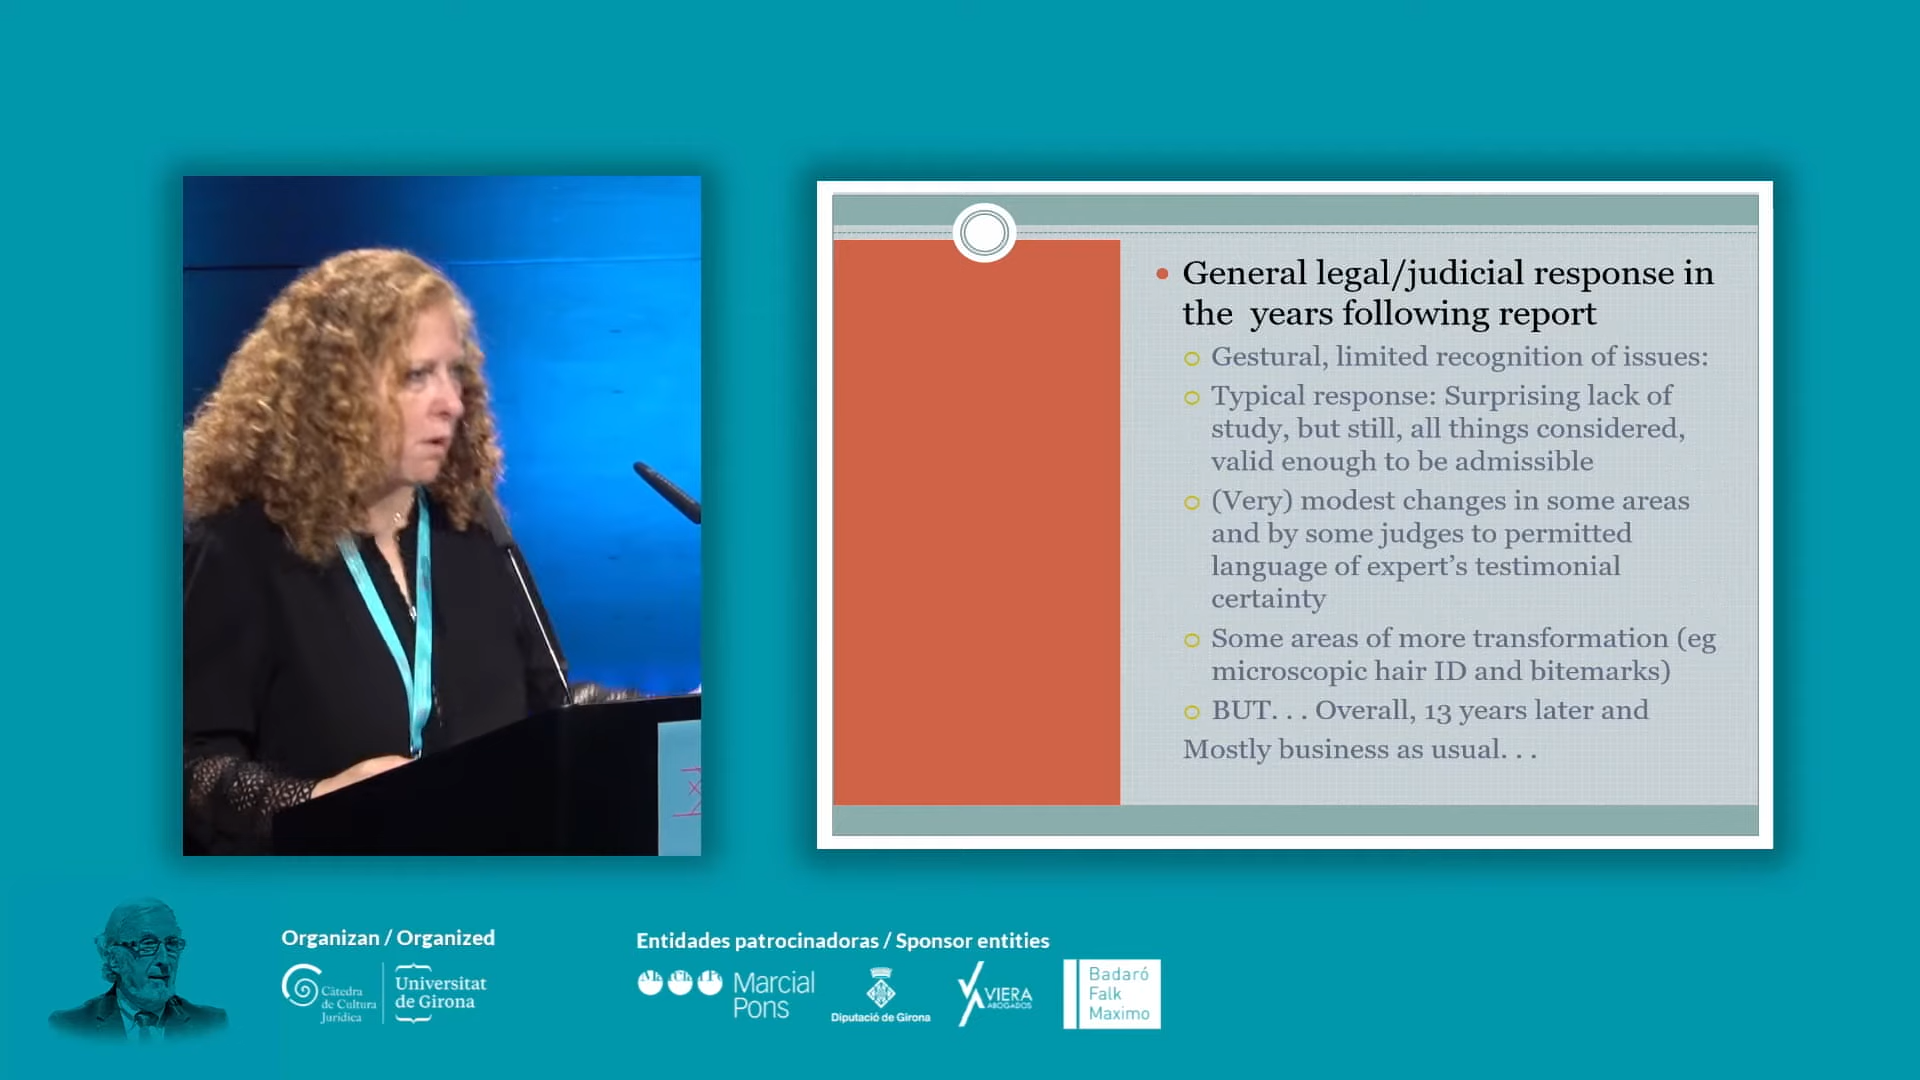 General legal/judicial response in
the years following report
Gestural, limited recognition of issues:
Typical response: Surprising lack of
study, but still, all things considered,
valid enough to be admissible
(Very) modest changes in some areas
and by some judges to permitted
language of expert's testimonial
certainty
Some areas of more transformation (eg
microscopic hair ID and bitemarks)
BUT. . . Overall, 13 years later and
Mostly business as usual. . .
Organizan / Organized
Càtedra
de Cultura
Jurídica
Universitat
de Girona
Entidades patrocinadoras / Sponsor entities
Marcial
Pons
Diputació de Girona
VIERA
ABOGADOS
Badaró
Falk
Maximo